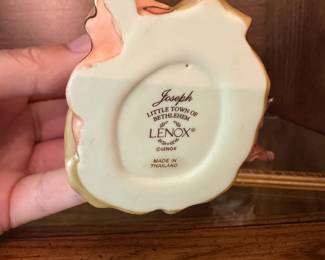 Joseph
LITTLE TOWN OF
BETHLEHEM
LENOX®
©LENOX
MADE IN
THAILAND